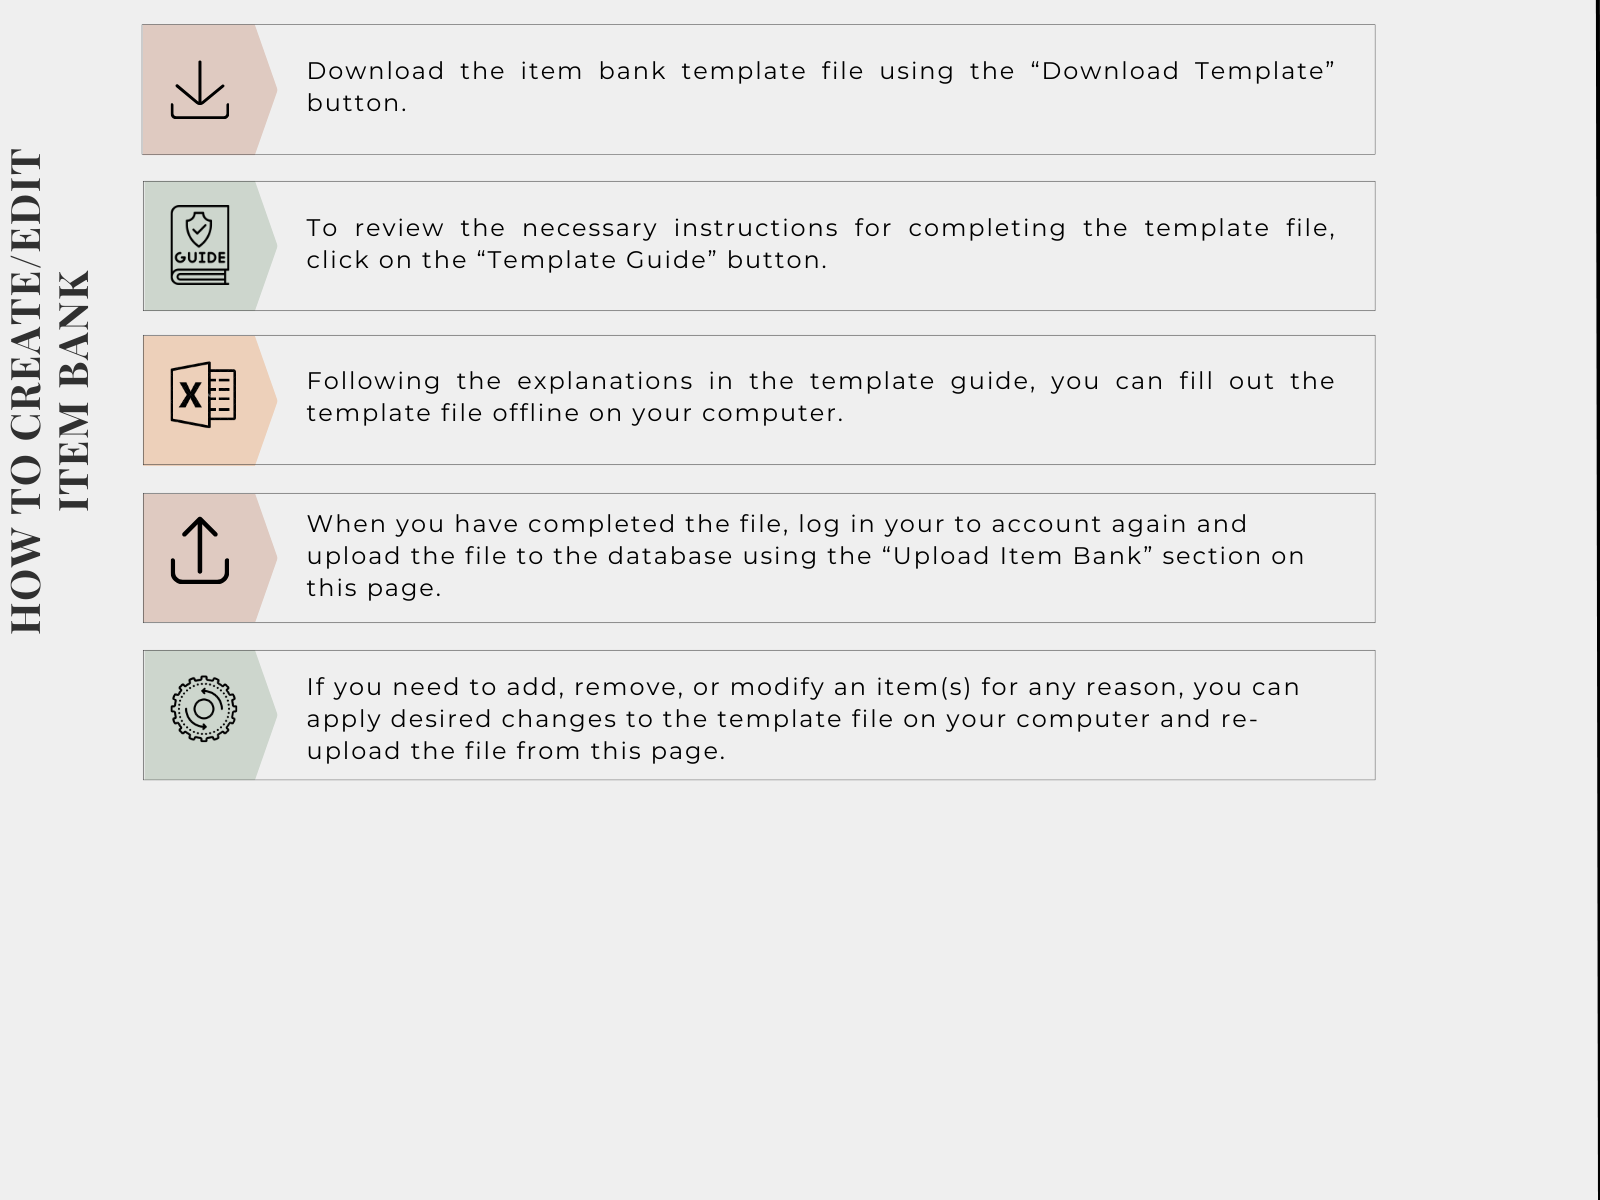 HOW TO CREATE/EDIT
ITEM BANK
Download the item bank template file using the “Download Template”
button.
GUIDE
To review the necessary instructions for completing the template file,
click on the “Template Guide” button.
X
Following the explanations in the template guide, you can fill out the
template file offline on your computer.
When you have completed the file, log in your to account again and
upload the file to the database using the “Upload Item Bank” section on
this page.
If you need to add, remove, or modify an item(s) for any reason, you can
apply desired changes to the template file on your computer and re-
upload the file from this page.